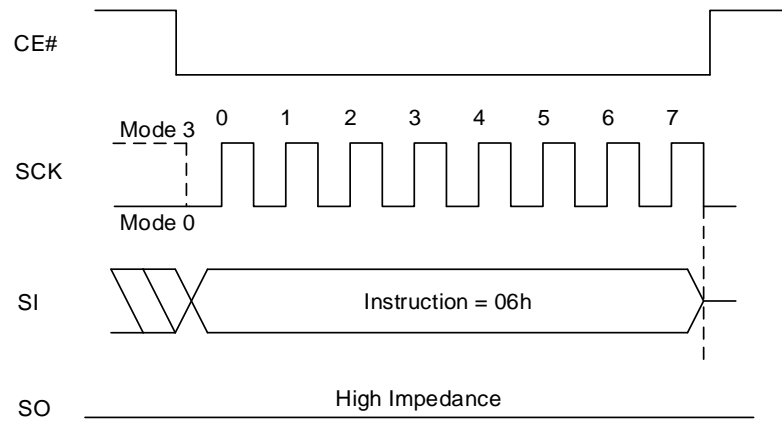 CE#
Mode 3
0 1 2 3 4 5 6 7
SCK
Mode 0
SI
Instruction = 06h
SO
High Impedance